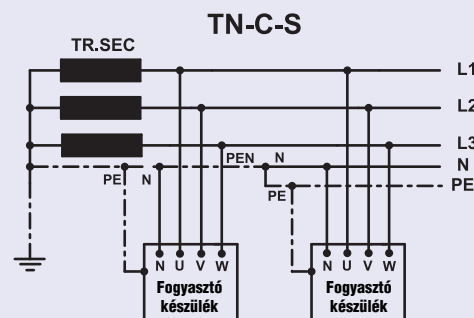 TN-C-S
TR.SEC
L1
L2
L3
PEN N
N
PE N
PE
PE
N U V W
N U V W
Fogyasztó
készülék
Fogyasztó
készülék